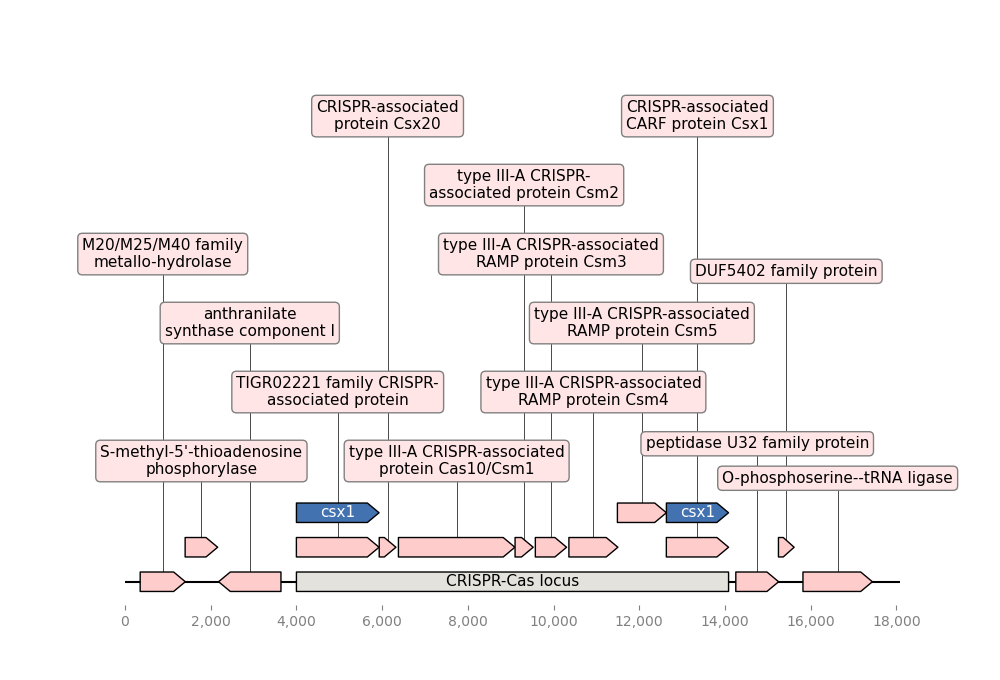 CRISPR-associated
protein Csx20
CRISPR-associated
CARF protein Csx1
type III-A CRISPR-
associated protein Csm2
M20/M25/M40 family
metallo-hydrolase
type III-A CRISPR-associated
RAMP protein Csm3
DUF5402 family protein
anthranilate
synthase component I
type III-A CRISPR-associated
RAMP protein Csm5
TIGR02221 family CRISPR-
associated protein
type III-A CRISPR-associated
RAMP protein Csm4
peptidase U32 family protein
S-methyl-5'-thioadenosine
phosphorylase
type III-A CRISPR-associated
protein Cas10/Csm1
O-phosphoserine--tRNA ligase
csx1
csx1
CRISPR-Cas locus
0
2,000
4,000
6,000
8,000
10,000
12,000
14,000
16,000
18,000